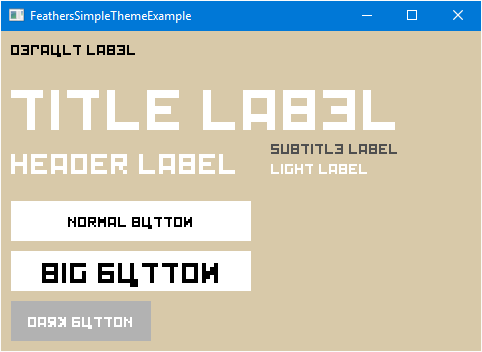 FeathersSimpleThemeExample
DEFAULT LABEL
TITLE LABEL
SUBTITLE LABEL
HEADER LABEL
LIGHT LABEL
NORMAL BUTTON
BIG BUTTON
DARK BUTTON